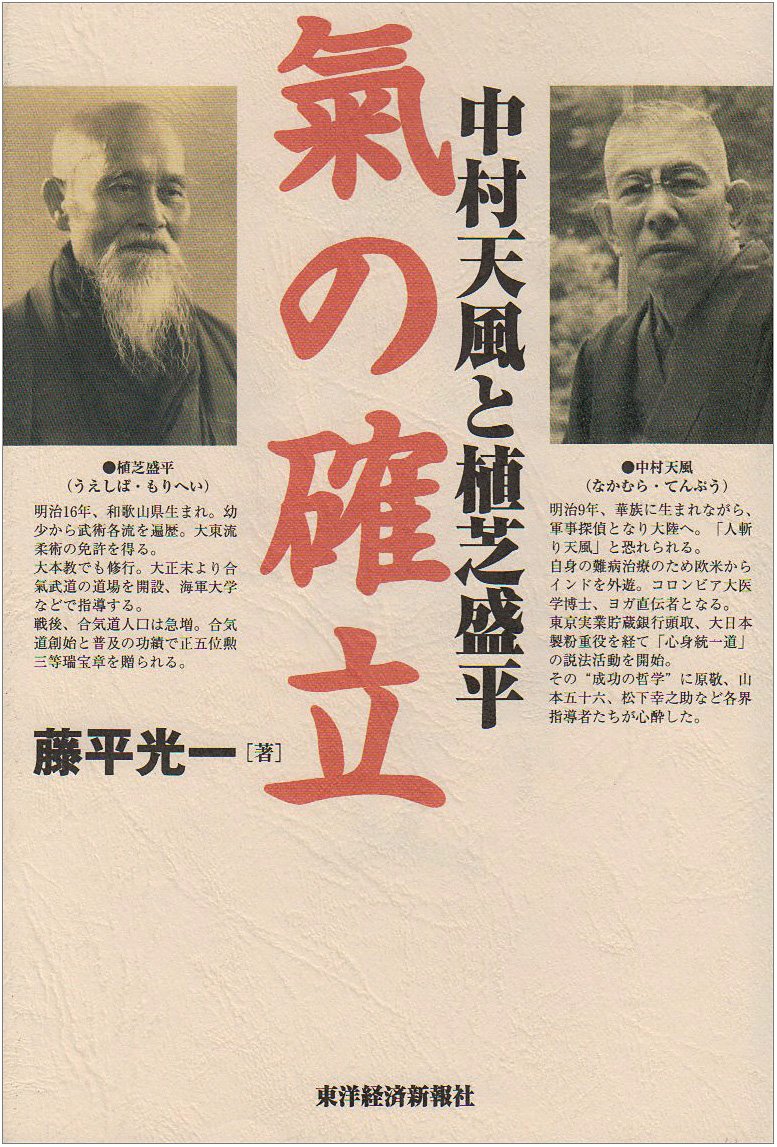 中村天風と植芝盛平
氣の確立
●中村天風
（なかむら・てんぷう）
明治9年、華族に生まれながら、
軍事探偵となり大陸へ。「人斬
り天風」と恐れられる。
自身の難病治療のため欧米から
インドを外遊。コロンビア大医
学博士、ヨガ直伝者となる。
東京実業貯蔵銀行頭取、大日本
製粉重役を経て「心身統一道」
の説法活動を開始。
その“成功の哲学”に原敬、山
本五十六、松下幸之助など各界
指導者たちが心酔した。
●植芝盛平
（うえしば・もりへい）
明治16年、和歌山県生まれ。幼
少から武術各流を遍歴。大東流
柔術の免許を得る。
大本教でも修行。大正末より合
氣武道の道場を開設、海軍大学
などで指導する。
戦後、合気道人口は急増。合気
道創始と普及の功績で正五位勲
三等瑞宝章を贈られる。
藤平光一［著］
東洋経済新報社